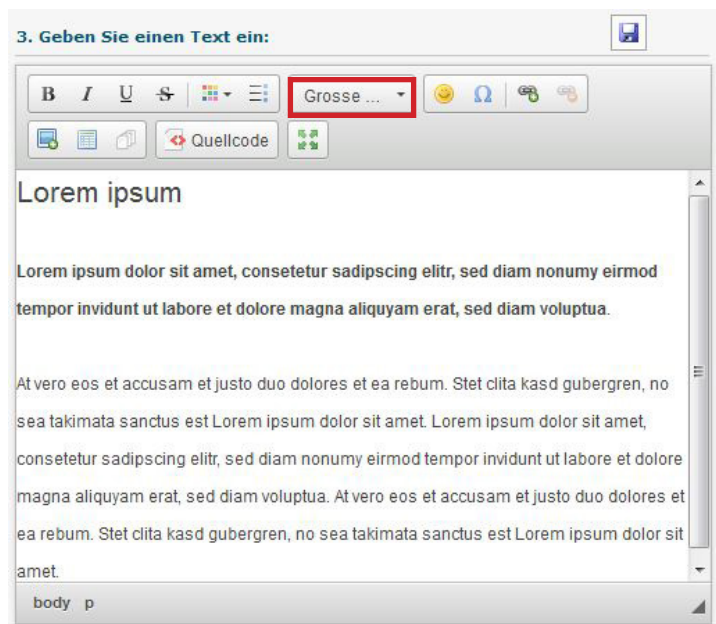 3. Geben Sie einen Text ein:
B I U S Grosse ... Ω
Quellcode
Lorem ipsum
Lorem ipsum dolor sit amet, consetetur sadipscing elitr, sed diam nonumy eirmod
tempor invidunt ut labore et dolore magna aliquyam erat, sed diam voluptua.
At vero eos et accusam et justo duo dolores et ea rebum. Stet clita kasd gubergren, no
sea takimata sanctus est Lorem ipsum dolor sit amet. Lorem ipsum dolor sit amet,
consetetur sadipscing elitr, sed diam nonumy eirmod tempor invidunt ut labore et dolore
magna aliquyam erat, sed diam voluptua. At vero eos et accusam et justo duo dolores et
ea rebum. Stet clita kasd gubergren, no sea takimata sanctus est Lorem ipsum dolor sit
amet.
body p